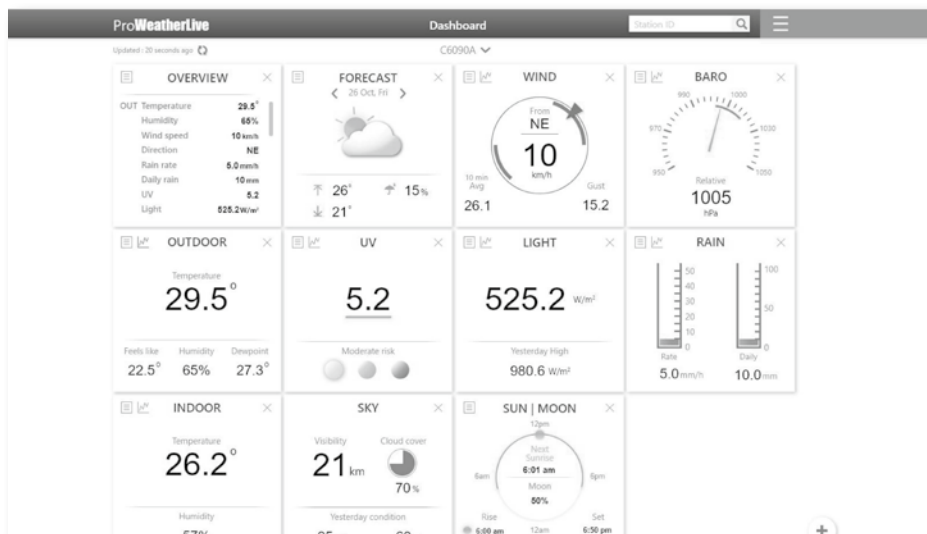 ProWeatherLive
Dashboard
Station ID
Updated : 20 seconds ago
C6090A
OVERVIEW
OUT Temperature 29.5°
Humidity 65%
Wind speed 10 km/h
Direction NE
Rain rate 5.0 mm/h
Daily rain 10 mm
UV 5.2
Light 525.2 W/m²
FORECAST
26 Oct, Fri
26° 15%
21°
WIND
From
NE
10
km/h
10 min
Avg
26.1
Gust
15.2
BARO
990 1000
970 1030
950 1050
Relative
1005
hPa
OUTDOOR
Temperature
29.5°
Feels like Humidity Dewpoint
22.5° 65% 27.3°
UV
5.2
Moderate risk
LIGHT
525.2 W/m²
Yesterday High
980.6 W/m²
RAIN
50 100
40
30 50
20
10
0 0
Rate Daily
5.0 mm/h 10.0 mm
INDOOR
Temperature
26.2°
Humidity
57%
SKY
Visibility Cloud cover
21 km
70 %
Yesterday condition
SUN | MOON
12pm
Next
Sunrise
6:01 am
6am 6pm
Moon
50%
Rise Set
6:00 am 12am 6:50 pm